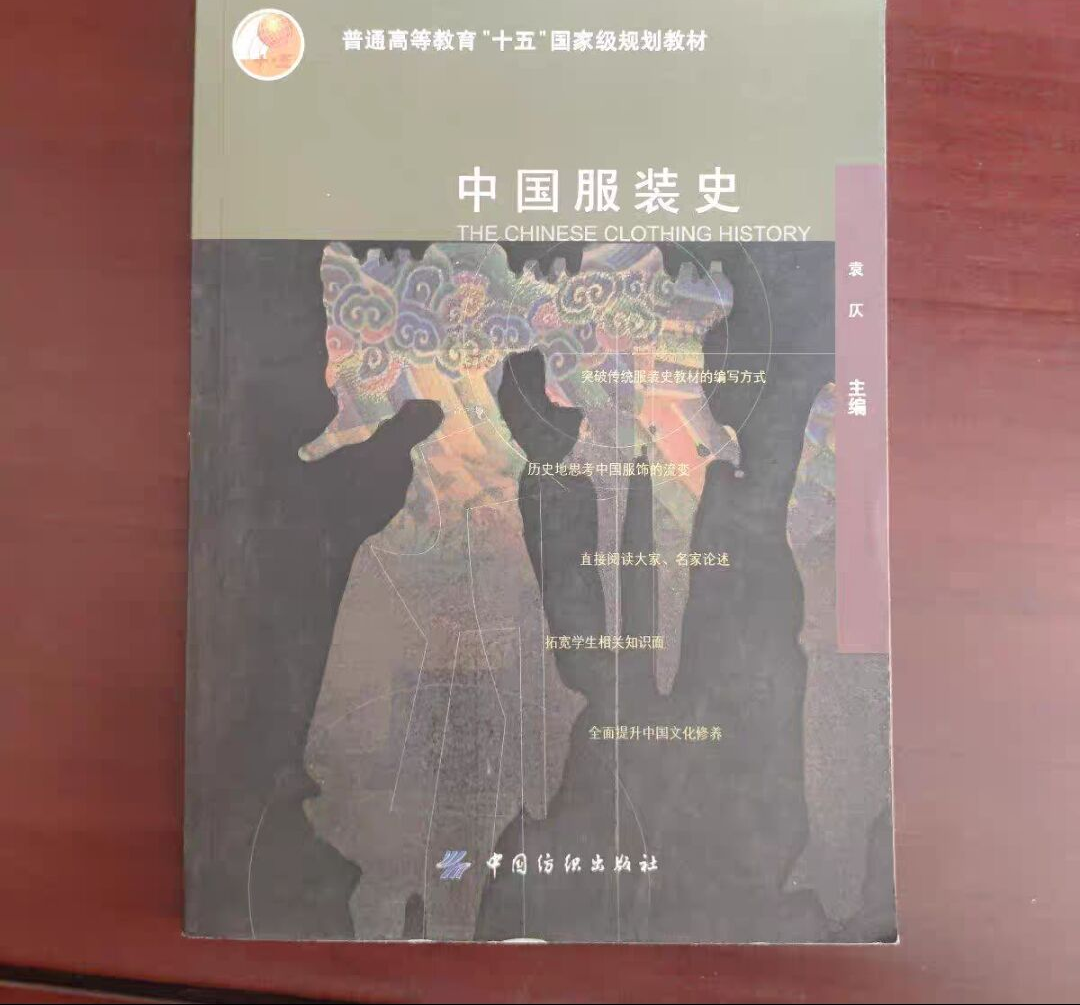 普通高等教育"十五"国家级规划教材
十·五
中国服装史
THE CHINESE CLOTHING HISTORY
袁仄 主编
突破传统服装史教材的编写方式
历史地思考中国服饰的流变
直接阅读大家、名家论述
拓宽学生相关知识面
全面提升中国文化修养
中国纺织出版社